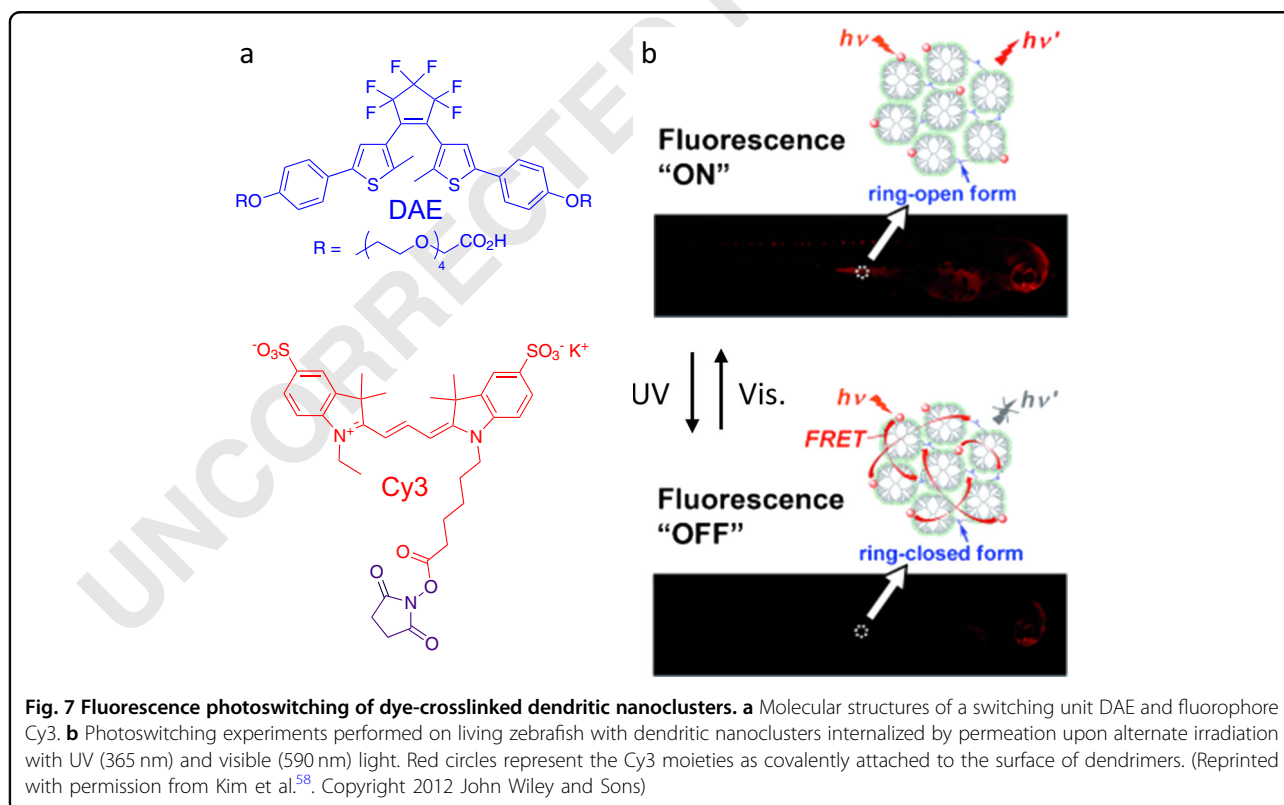 UNCORRECTED
a
F F
F F
F F
S S
RO OR
DAE
R = ( O ) CO₂H
4
⁻O₃S SO₃⁻ K⁺
N⁺ N
Cy3
O
O O
N
O
b
hν hν'
Fluorescence
“ON”
ring-open form
UV Vis.
hν hν'
FRET
Fluorescence
“OFF”
ring-closed form
Fig. 7 Fluorescence photoswitching of dye-crosslinked dendritic nanoclusters. a Molecular structures of a switching unit DAE and fluorophore
Cy3. b Photoswitching experiments performed on living zebrafish with dendritic nanoclusters internalized by permeation upon alternate irradiation
with UV (365 nm) and visible (590 nm) light. Red circles represent the Cy3 moieties as covalently attached to the surface of dendrimers. (Reprinted
with permission from Kim et al.⁵⁸. Copyright 2012 John Wiley and Sons)